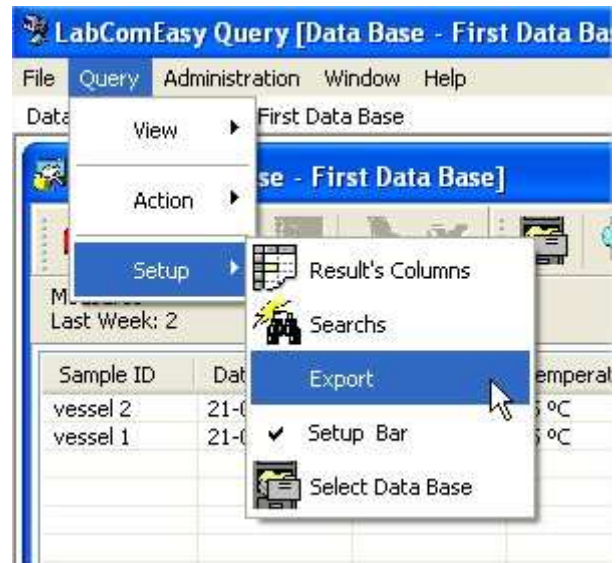 LabComEasy Query [Data Base - First Data Ba
File Query Administration Window Help
Data First Data Base
View
se - First Data Base]
Action
Setup
Result's Columns
Last Week: 2
Searchs
Sample ID Dat Export emperat
vessel 2 21-0 ºC
vessel 1 21-0 ºC
Setup Bar
Select Data Base